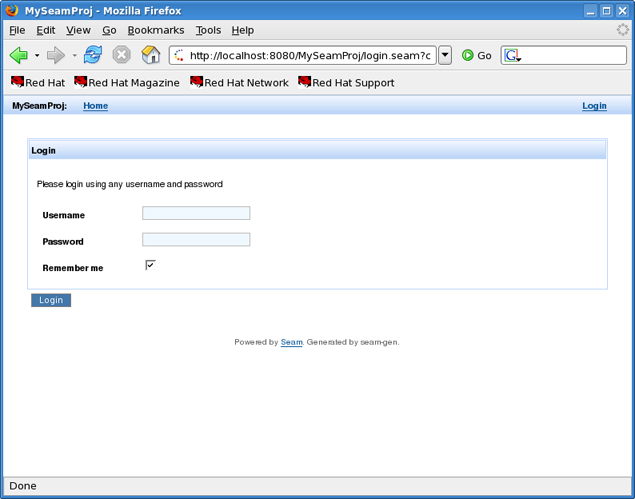 MySeamProj - Mozilla Firefox
File Edit View Go Bookmarks Tools Help
http://localhost:8080/MySeamProj/login.seam?c Go G
Red Hat Red Hat Magazine Red Hat Network Red Hat Support
MySeamProj: Home Login
Login
Please login using any username and password
Username
Password
Remember me
Login
Powered by Seam. Generated by seam-gen.
Done